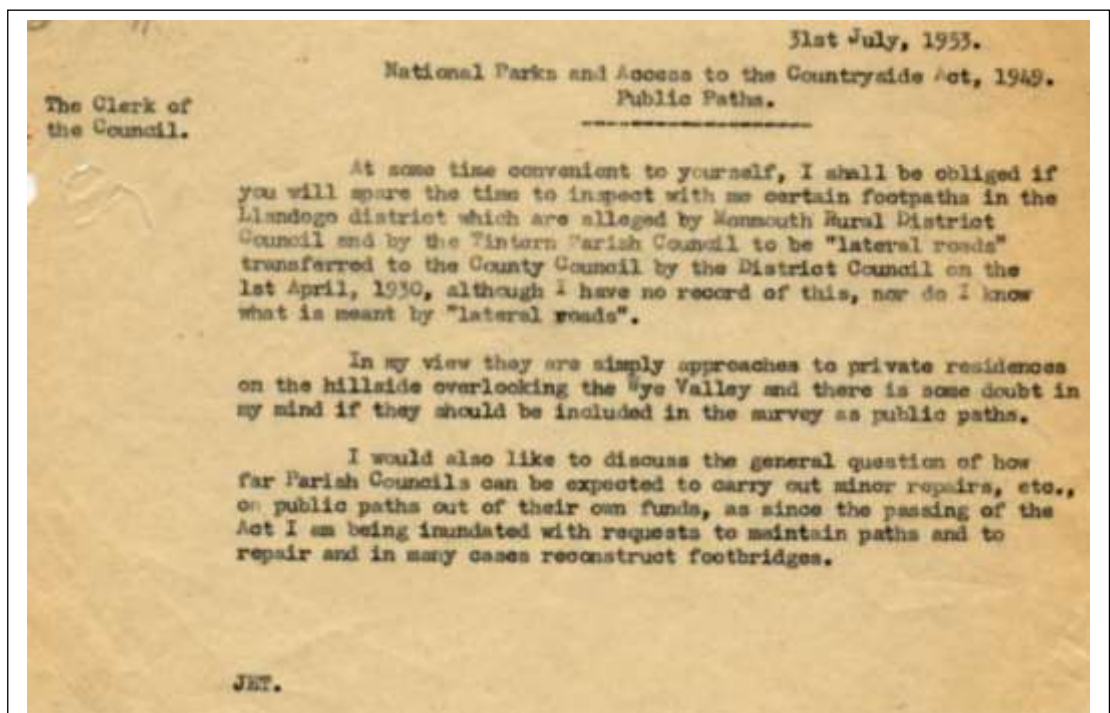 31st July, 1953.
National Parks and Access to the Countryside Act, 1949.
Public Paths.
The Clerk of
the Council.
At some time convenient to yourself, I shall be obliged if
you will spare the time to inspect with me certain footpaths in the
Llandogo district which are alleged by Monmouth Rural District
Council and by the Tintern Parish Council to be "lateral roads"
transferred to the County Council by the District Council on the
1st April, 1930, although I have no record of this, nor do I know
what is meant by "lateral roads".
In my view they are simply approaches to private residences
on the hillside overlooking the Wye Valley and there is some doubt in
my mind if they should be included in the survey as public paths.
I would also like to discuss the general question of how
far Parish Councils can be expected to carry out minor repairs, etc.,
on public paths out of their own funds, as since the passing of the
Act I am being inundated with requests to maintain paths and to
repair and in many cases reconstruct footbridges.
JET.